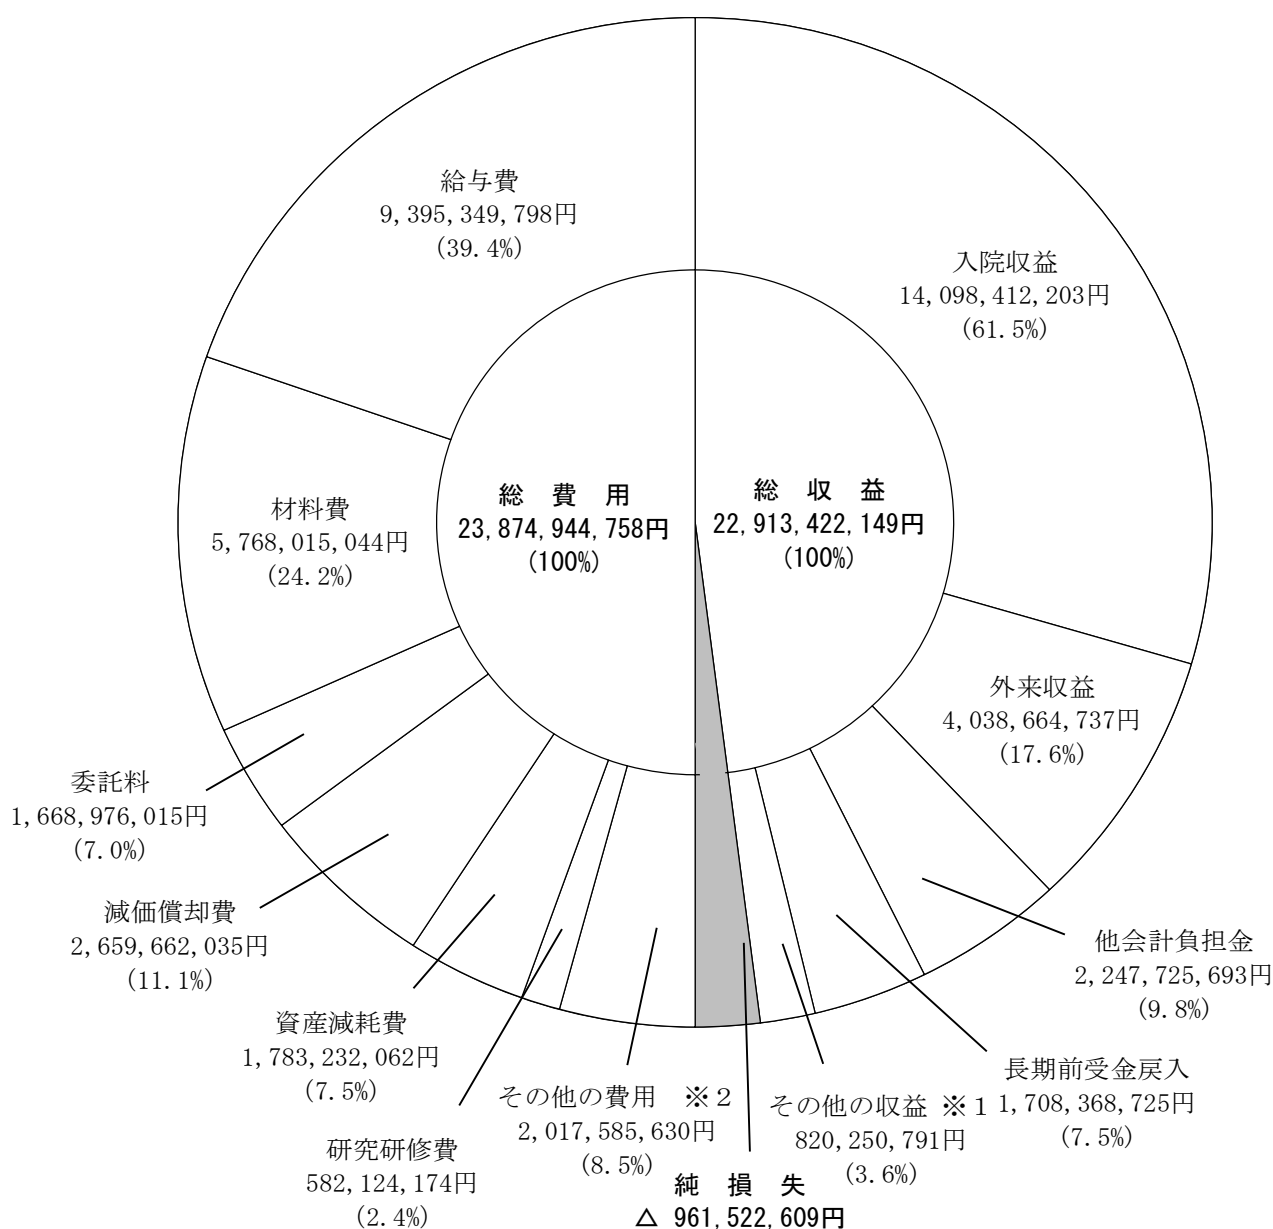 給与費
9,395,349,798円
(39.4%)
入院収益
14,098,412,203円
(61.5%)
総 費 用
23,874,944,758円
(100%)
総 収 益
22,913,422,149円
(100%)
材料費
5,768,015,044円
(24.2%)
外来収益
4,038,664,737円
(17.6%)
委託料
1,668,976,015円
(7.0%)
減価償却費
2,659,662,035円
(11.1%)
他会計負担金
2,247,725,693円
(9.8%)
資産減耗費
1,783,232,062円
(7.5%)
長期前受金戻入
1,708,368,725円
(7.5%)
その他の費用 ※2
2,017,585,630円
(8.5%)
その他の収益 ※1
820,250,791円
(3.6%)
研究研修費
582,124,174円
(2.4%)
純 損 失
△ 961,522,609円